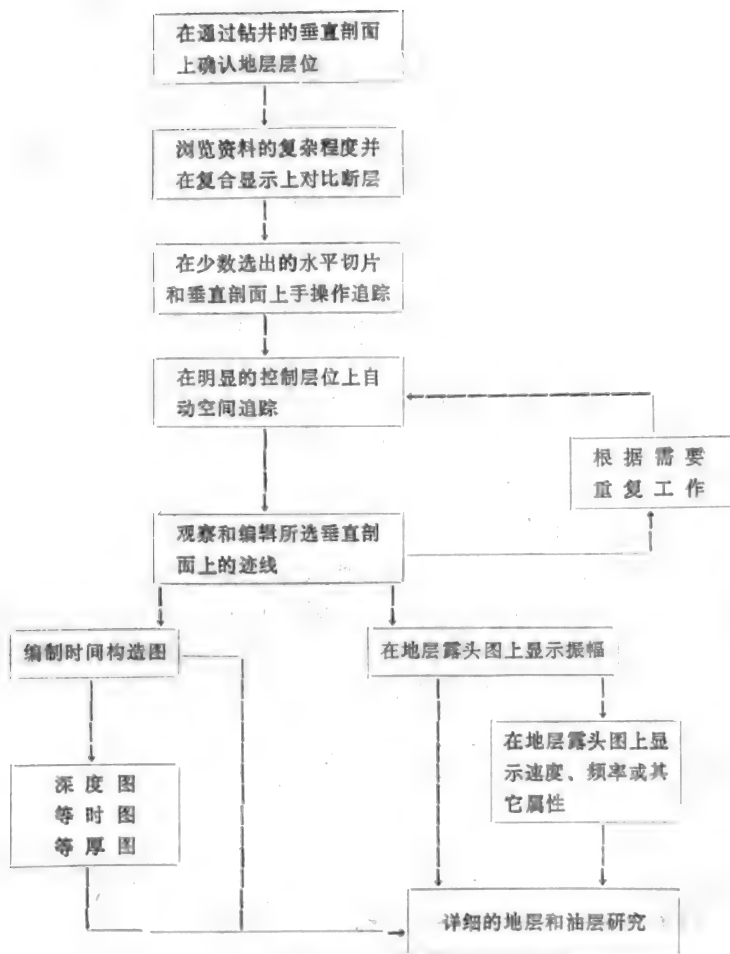 在通过钻井的垂直剖面
上确认地层层位
浏览资料的复杂程度并
在复合显示上对比断层
在少数选出的水平切片
和垂直剖面上手操作追踪
在明显的控制层位上自
动空间追踪
根据需要
重复工作
观察和编辑所选垂直剖
面上的迹线
编制时间构造图
在地层露头图上显示振幅
在地层露头图上显
示速度、频率或其
它属性
深度图
等时图
等厚图
详细的地层和油层研究